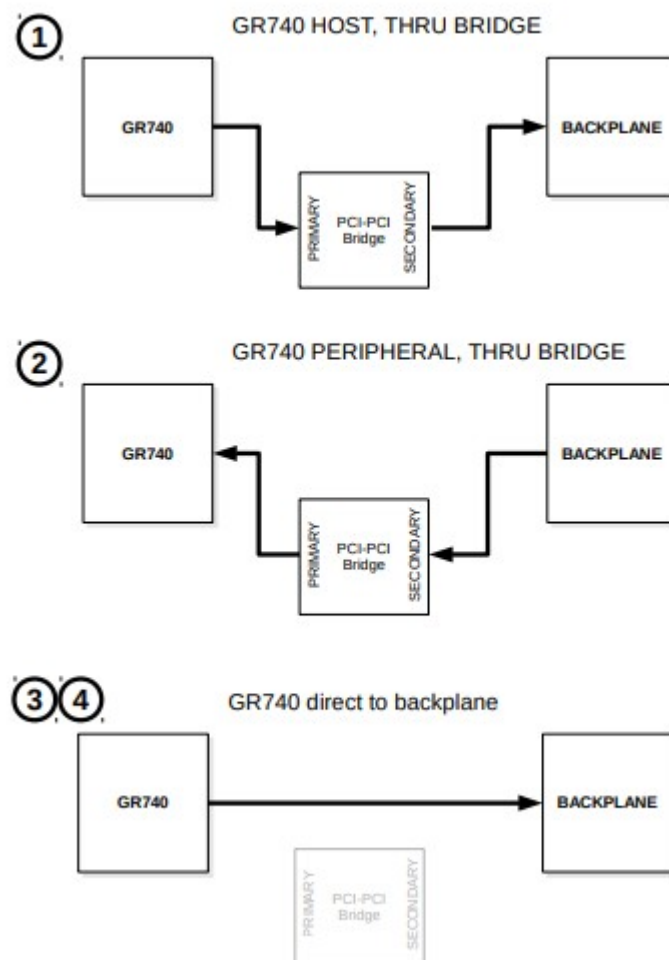 1
GR740 HOST, THRU BRIDGE
GR740
BACKPLANE
PRIMARY
PCI-PCI
Bridge
SECONDARY
2
GR740 PERIPHERAL, THRU BRIDGE
GR740
BACKPLANE
PRIMARY
PCI-PCI
Bridge
SECONDARY
3 4
GR740 direct to backplane
GR740
BACKPLANE
PRIMARY
PCI-PCI
Bridge
SECONDARY